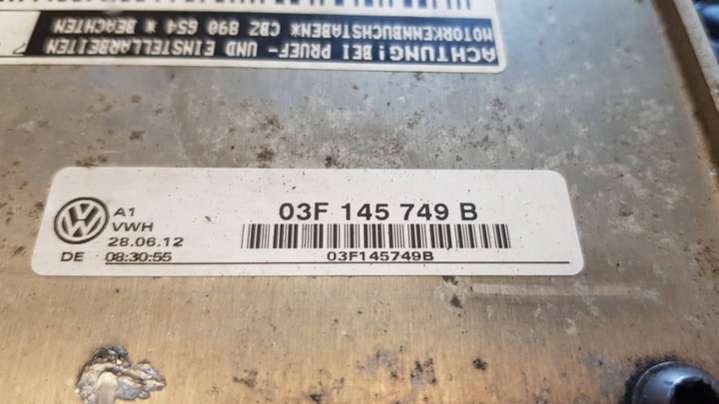 ACHTUNG! BEI PRUEF- UND EINSTELLARBEITEN
MOTORKENNBUCHSTABEN* CBZ 890 654 * BEACHTEN
A1
VWH
28.06.12
DE 08:30:55
03F 145 749 B
03F145749B